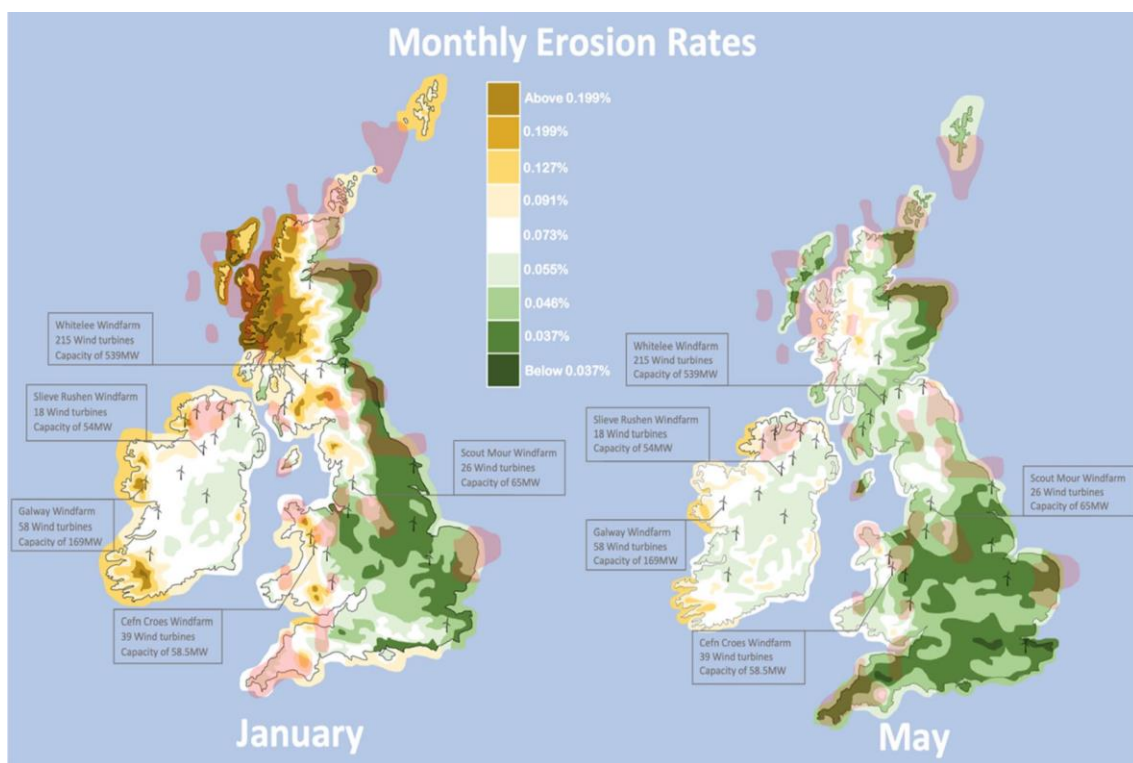 Monthly Erosion Rates
Above 0.199%
0.199%
0.127%
0.091%
0.073%
0.055%
0.046%
0.037%
Below 0.037%
Whitelee Windfarm
215 Wind turbines
Capacity of 539MW
Slieve Rushen Windfarm
18 Wind turbines
Capacity of 54MW
Scout Mour Windfarm
26 Wind turbines
Capacity of 65MW
Galway Windfarm
58 Wind turbines
Capacity of 169MW
Cefn Croes Windfarm
39 Wind turbines
Capacity of 58.5MW
January
Whitelee Windfarm
215 Wind turbines
Capacity of 539MW
Slieve Rushen Windfarm
18 Wind turbines
Capacity of 54MW
Scout Mour Windfarm
26 Wind turbines
Capacity of 65MW
Galway Windfarm
58 Wind turbines
Capacity of 169MW
Cefn Croes Windfarm
39 Wind turbines
Capacity of 58.5MW
May